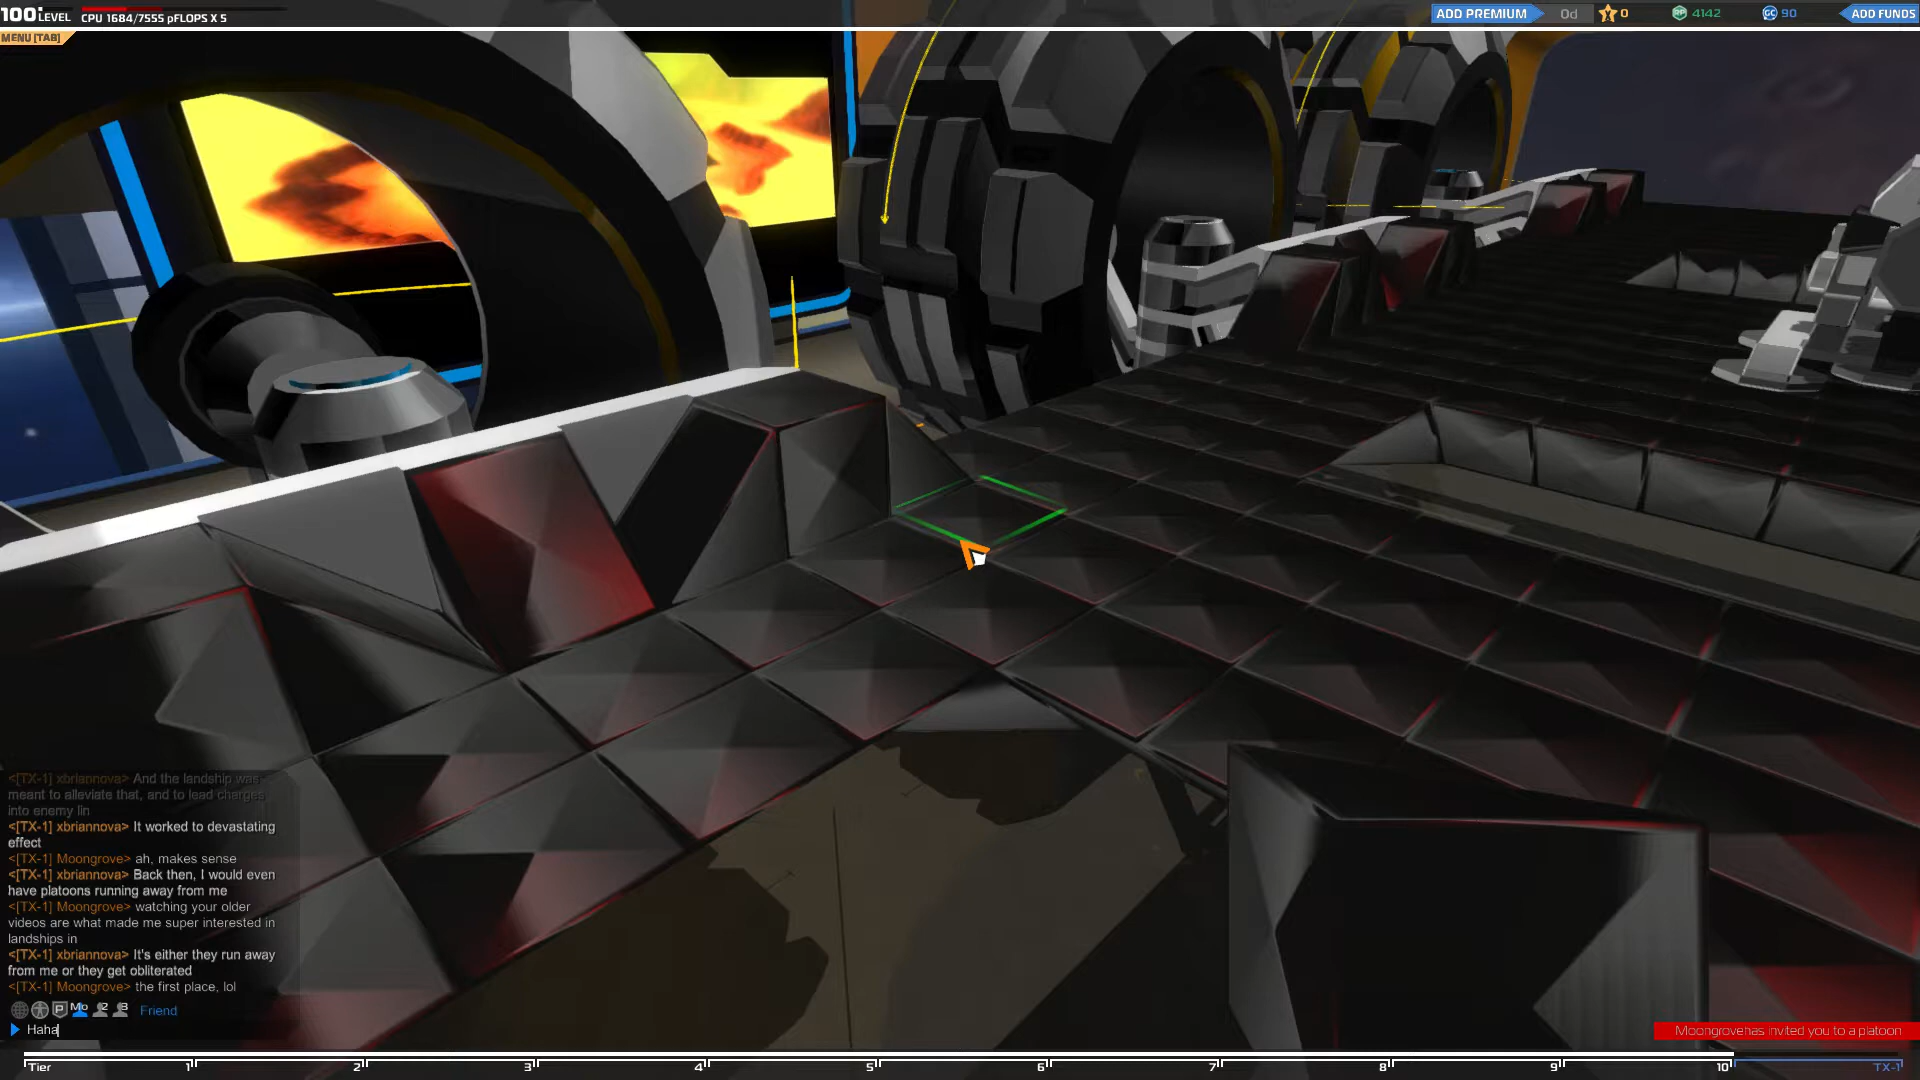 100 LEVEL CPU 1684/7555 pFLOPS X 5 ADD PREMIUM 0d 0 RP 4142 GC 90 ADD FUNDS
MENU [TAB]
<[TX-1] xbriannova> And the landship was
meant to alleviate that, and to lead charges
into enemy lin
<[TX-1] xbriannova> It worked to devastating
effect
<[TX-1] Moongrove> ah, makes sense
<[TX-1] xbriannova> Back then, I would even
have platoons running away from me
<[TX-1] Moongrove> watching your older
videos are what made me super interested in
landships in
<[TX-1] xbriannova> It's either they run away
from me or they get obliterated
<[TX-1] Moongrove> the first place, lol
P Mo 2 3 Friend
Haha
Moongrovehas invited you to a platoon
Tier 1 2 3 4 5 6 7 8 9 10 TX-1